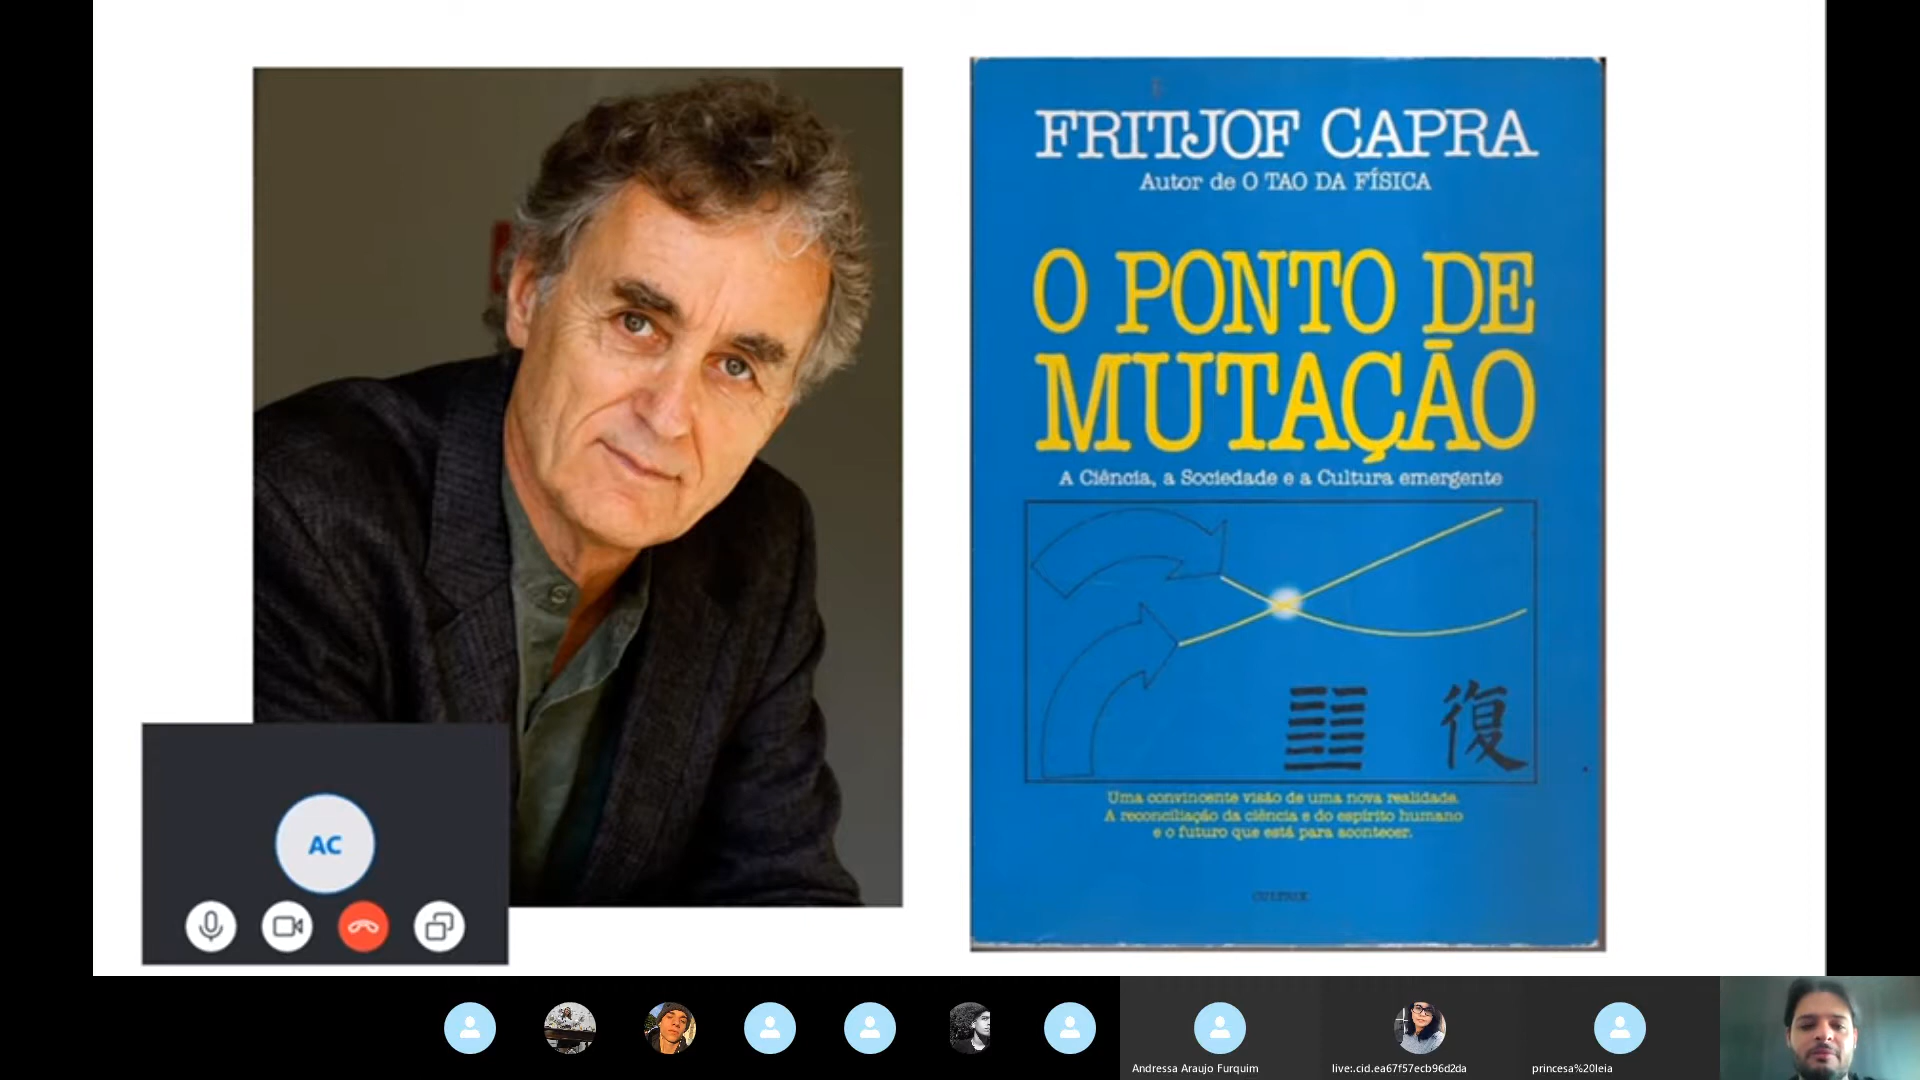 FRITJOF CAPRA
Autor de O TAO DA FÍSICA
O PONTO DE
MUTAÇÃO
A Ciência, a Sociedade e a Cultura emergente
復
Uma convincente visão de uma nova realidade.
A reconciliação da ciência e do espírito humano
e o futuro que está para acontecer.
CULTRIX
AC
Andressa Araujo Furquim
live:.cid.ea67f57ecb96d2da
princesa%20leia